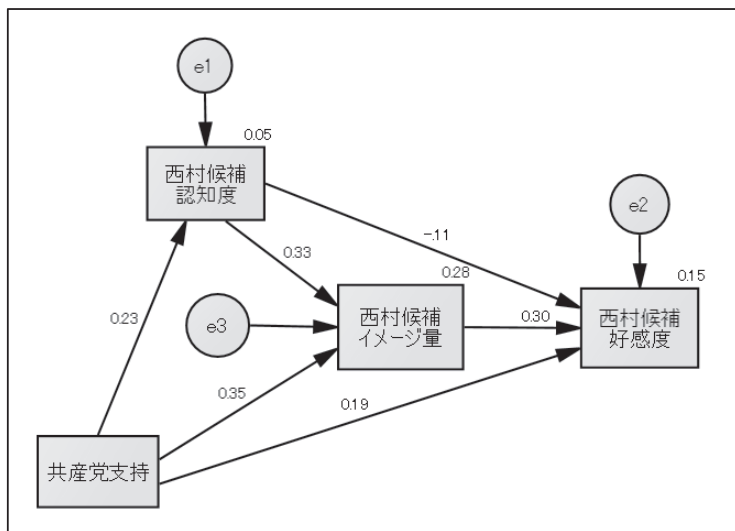 e1
0.05
西村候補
認知度
e2
-.11
0.33
0.28
0.15
0.23
e3
西村候補
イメージ量
0.30
西村候補
好感度
0.35
0.19
共産党支持